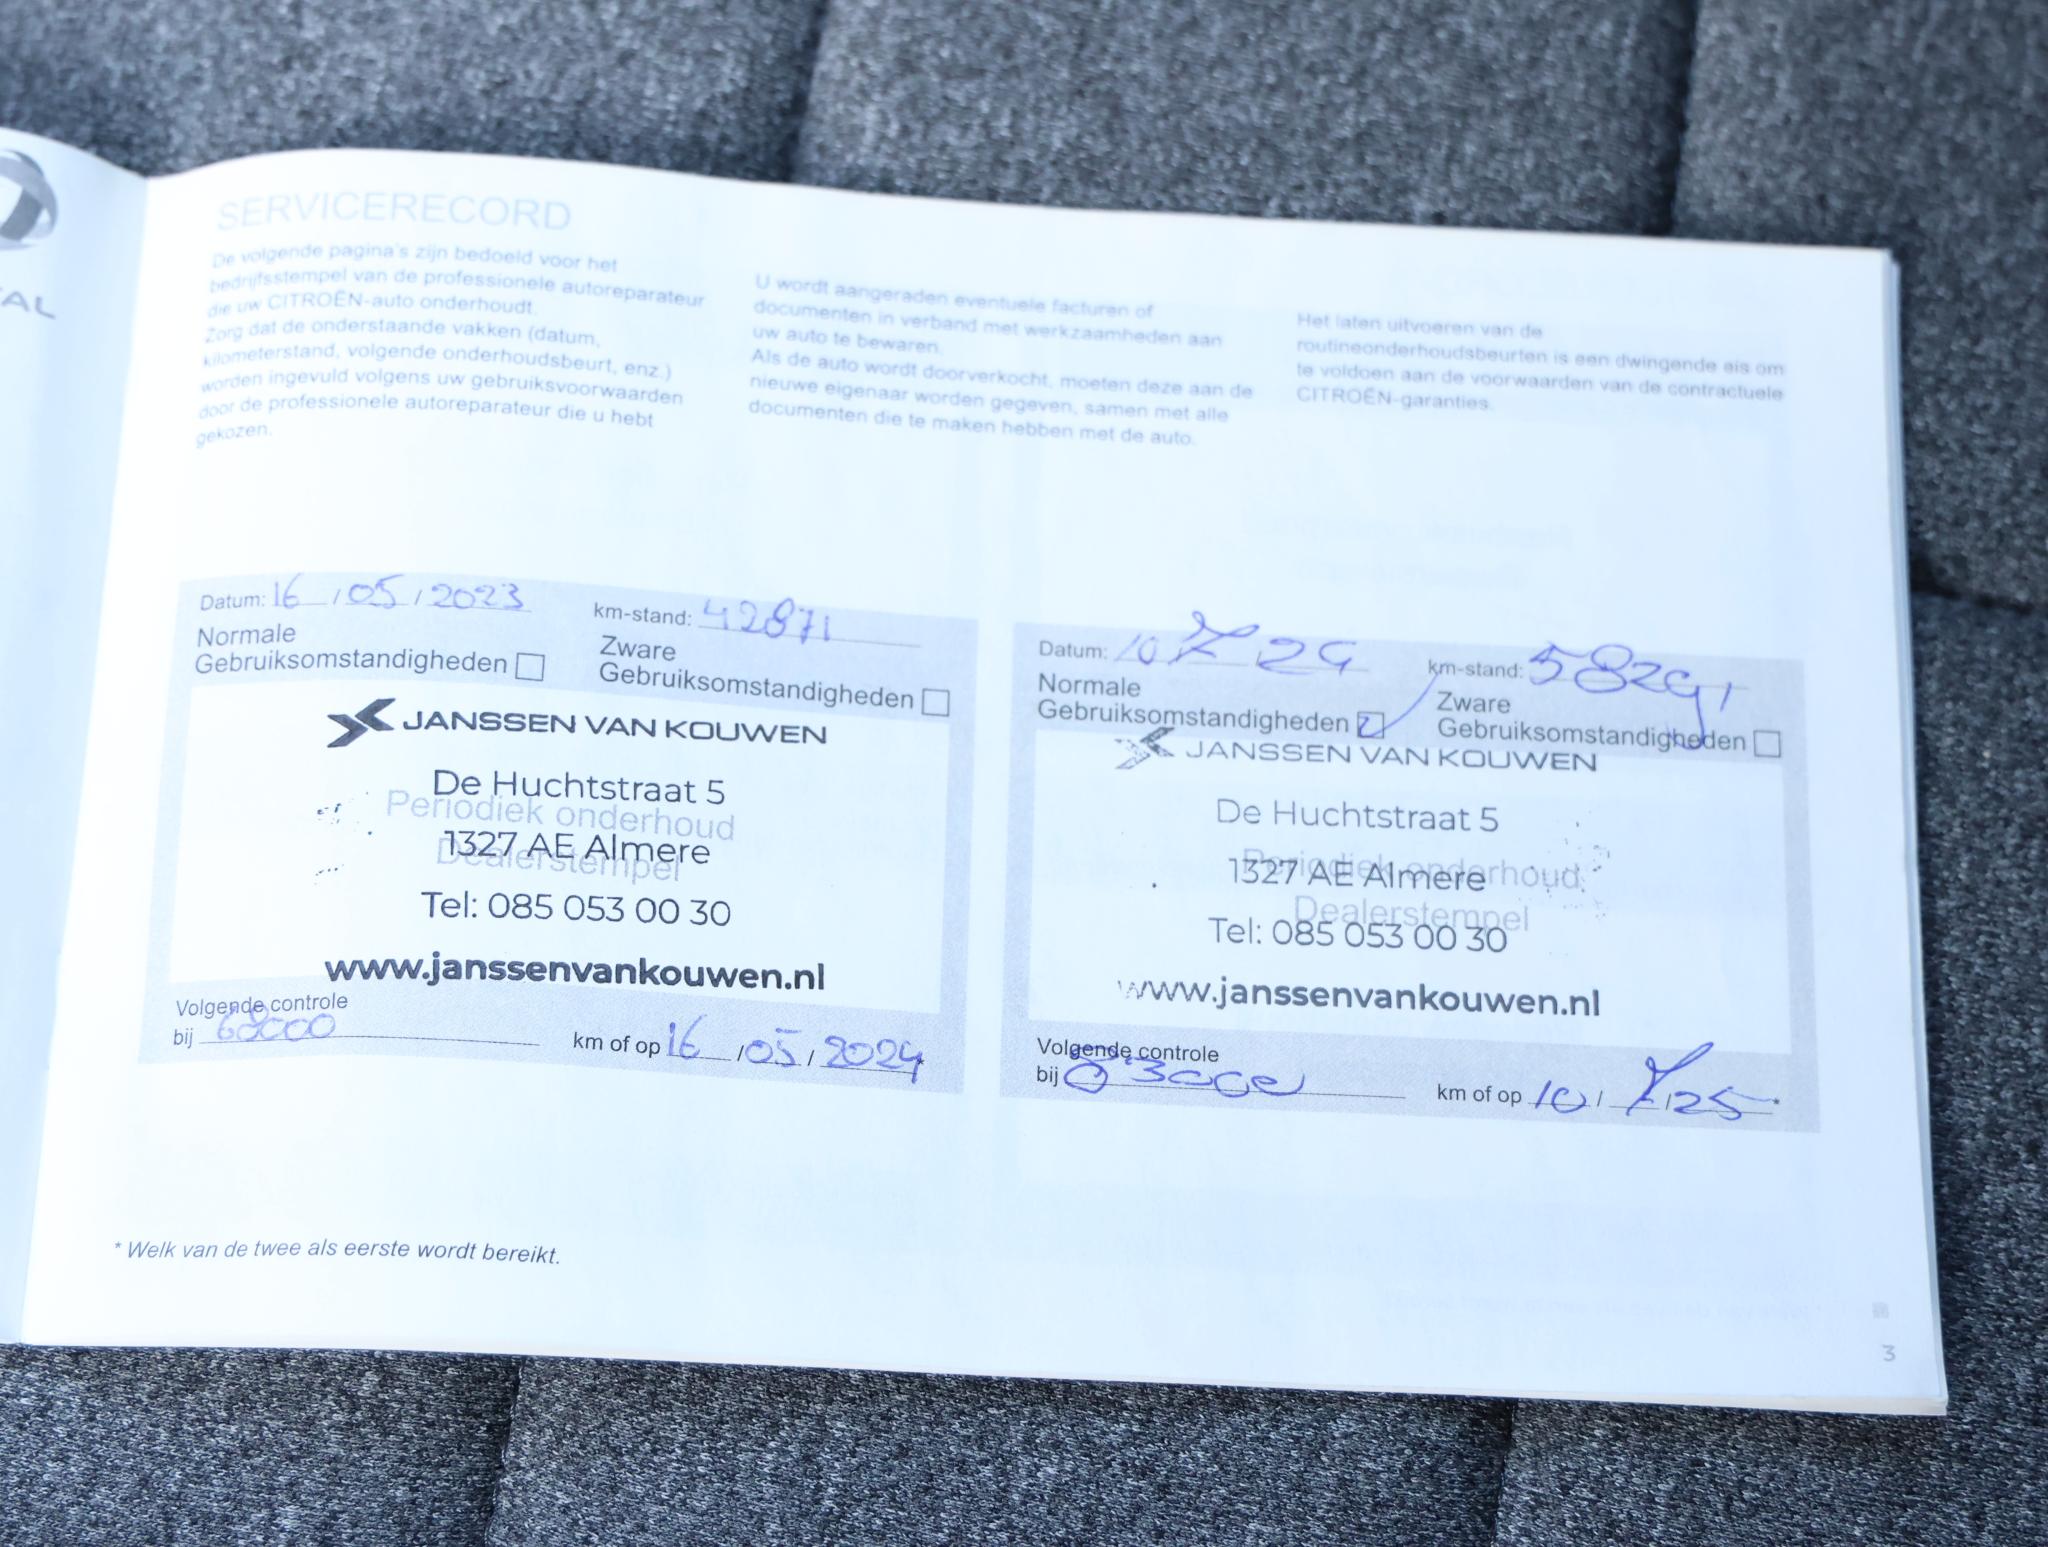 TAL
SERVICERECORD
De volgende pagina's zijn bedoeld voor het
bedrijfsstempel van de professionele autoreparateur
die uw CITROËN-auto onderhoudt.
Zorg dat de onderstaande vakken (datum,
kilometerstand, volgende onderhoudsbeurt, enz.)
worden ingevuld volgens uw gebruiksvoorwaarden
door de professionele autoreparateur die u hebt
gekozen.
U wordt aangeraden eventuele facturen of
documenten in verband met werkzaamheden aan
uw auto te bewaren.
Als de auto wordt doorverkocht, moeten deze aan de
nieuwe eigenaar worden gegeven, samen met alle
documenten die te maken hebben met de auto.
Het laten uitvoeren van de
routineonderhoudsbeurten is een dwingende eis om
te voldoen aan de voorwaarden van de contractuele
CITROËN-garanties.
Datum: 16 / 05 / 2023 km-stand: 42871
Normale
Gebruiksomstandigheden
Zware
Gebruiksomstandigheden
JANSSEN VAN KOUWEN
De Huchtstraat 5
Periodiek onderhoud
1327 AE Almere
Dealerstempel
Tel: 085 053 00 30
www.janssenvankouwen.nl
Volgende controle
bij 68000 km of op 16 / 05 / 2024 *
Datum: 10 7 24 km-stand: 58291
Normale
Gebruiksomstandigheden
Zware
Gebruiksomstandigheden
JANSSEN VAN KOUWEN
De Huchtstraat 5
Periodiek onderhoud
1327 AE Almere
Dealerstempel
Tel: 085 053 00 30
www.janssenvankouwen.nl
Volgende controle
bij km of op 10 / 7 / 25 *
* Welk van de twee als eerste wordt bereikt.
3